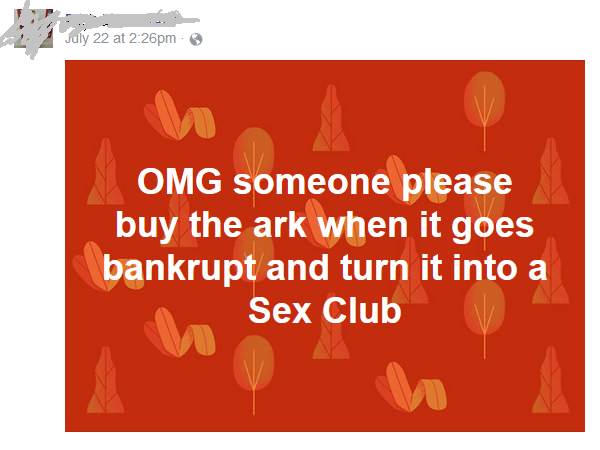 July 22 at 2:26pm ·
OMG someone please
buy the ark when it goes
bankrupt and turn it into a
Sex Club